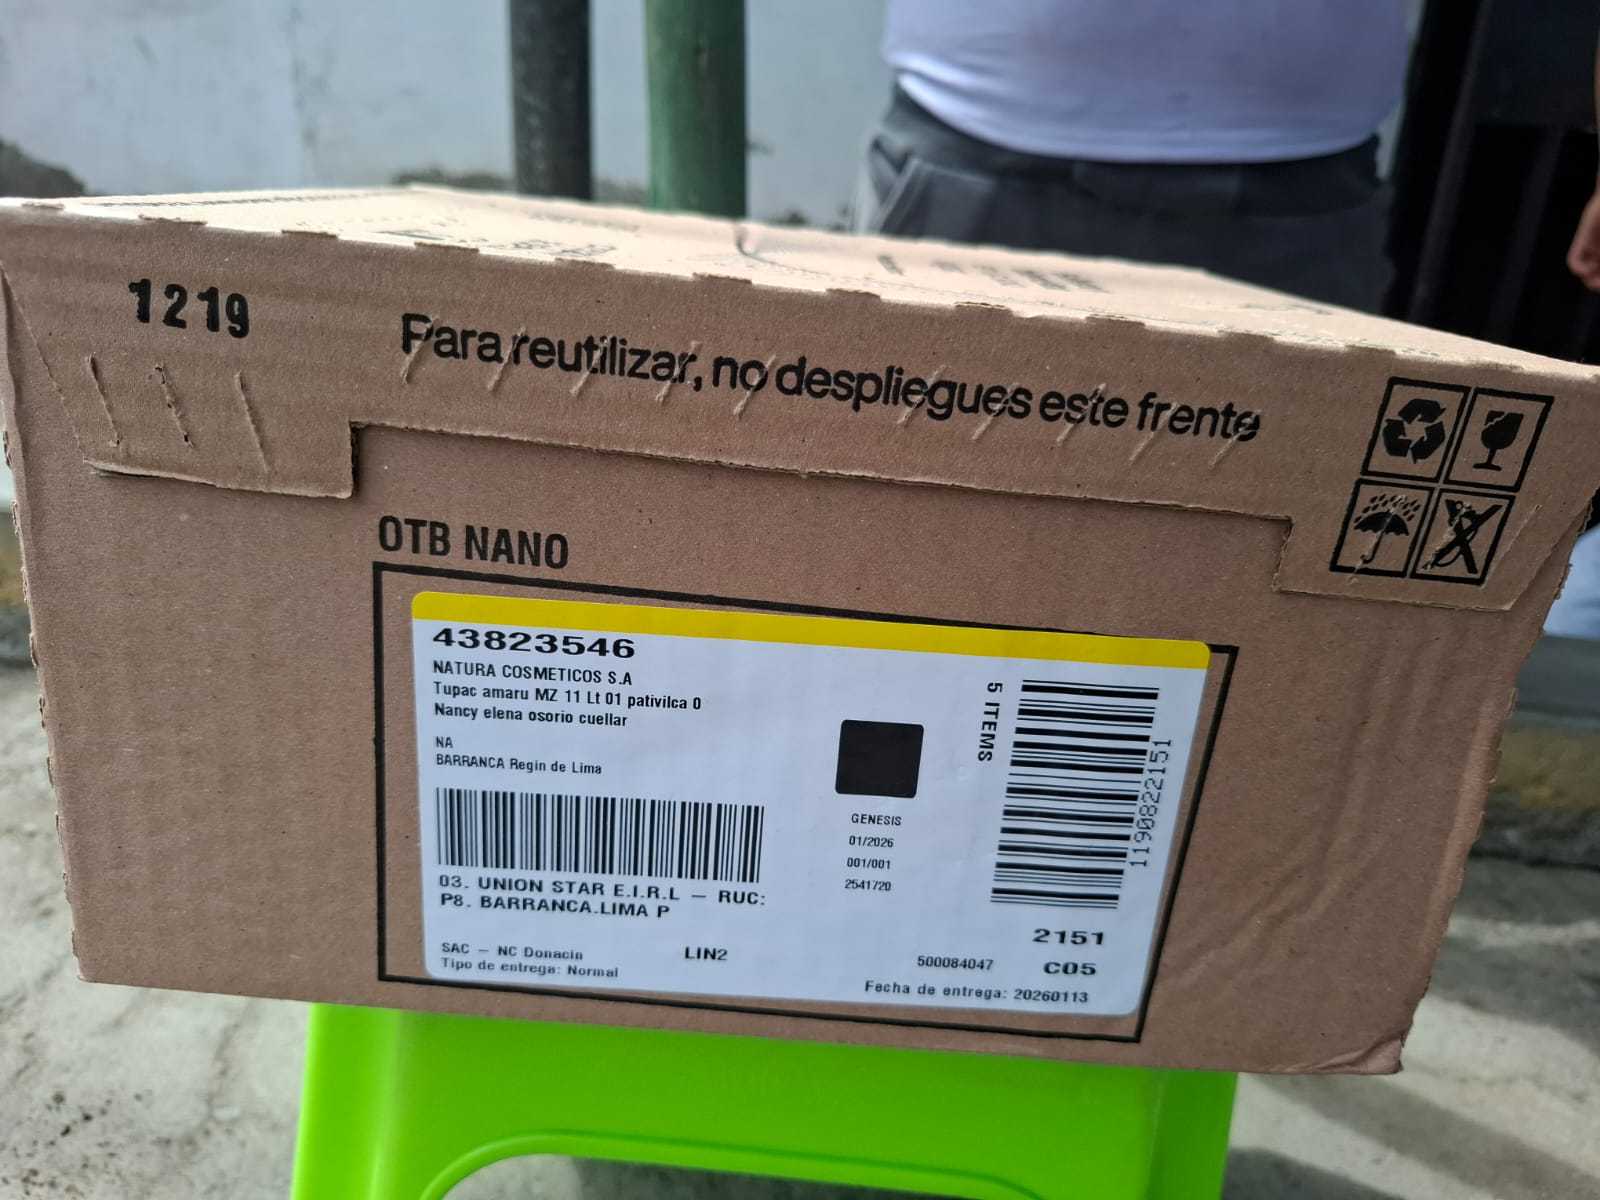 1219
Para reutilizar, no despliegues este frente
OTB NANO
43823546
NATURA COSMETICOS S.A
Tupac amaru MZ 11 Lt 01 pativilca 0
Nancy elena osorio cuellar
NA
BARRANCA Regin de Lima
03. UNION STAR E.I.R.L – RUC:
P8. BARRANCA.LIMA P
SAC – NC Donacin
LIN2
Tipo de entrega: Normal
GENESIS
01/2026
001/001
2541720
5 ITEMS
1190822151
2151
500084047
C05
Fecha de entrega: 20260113